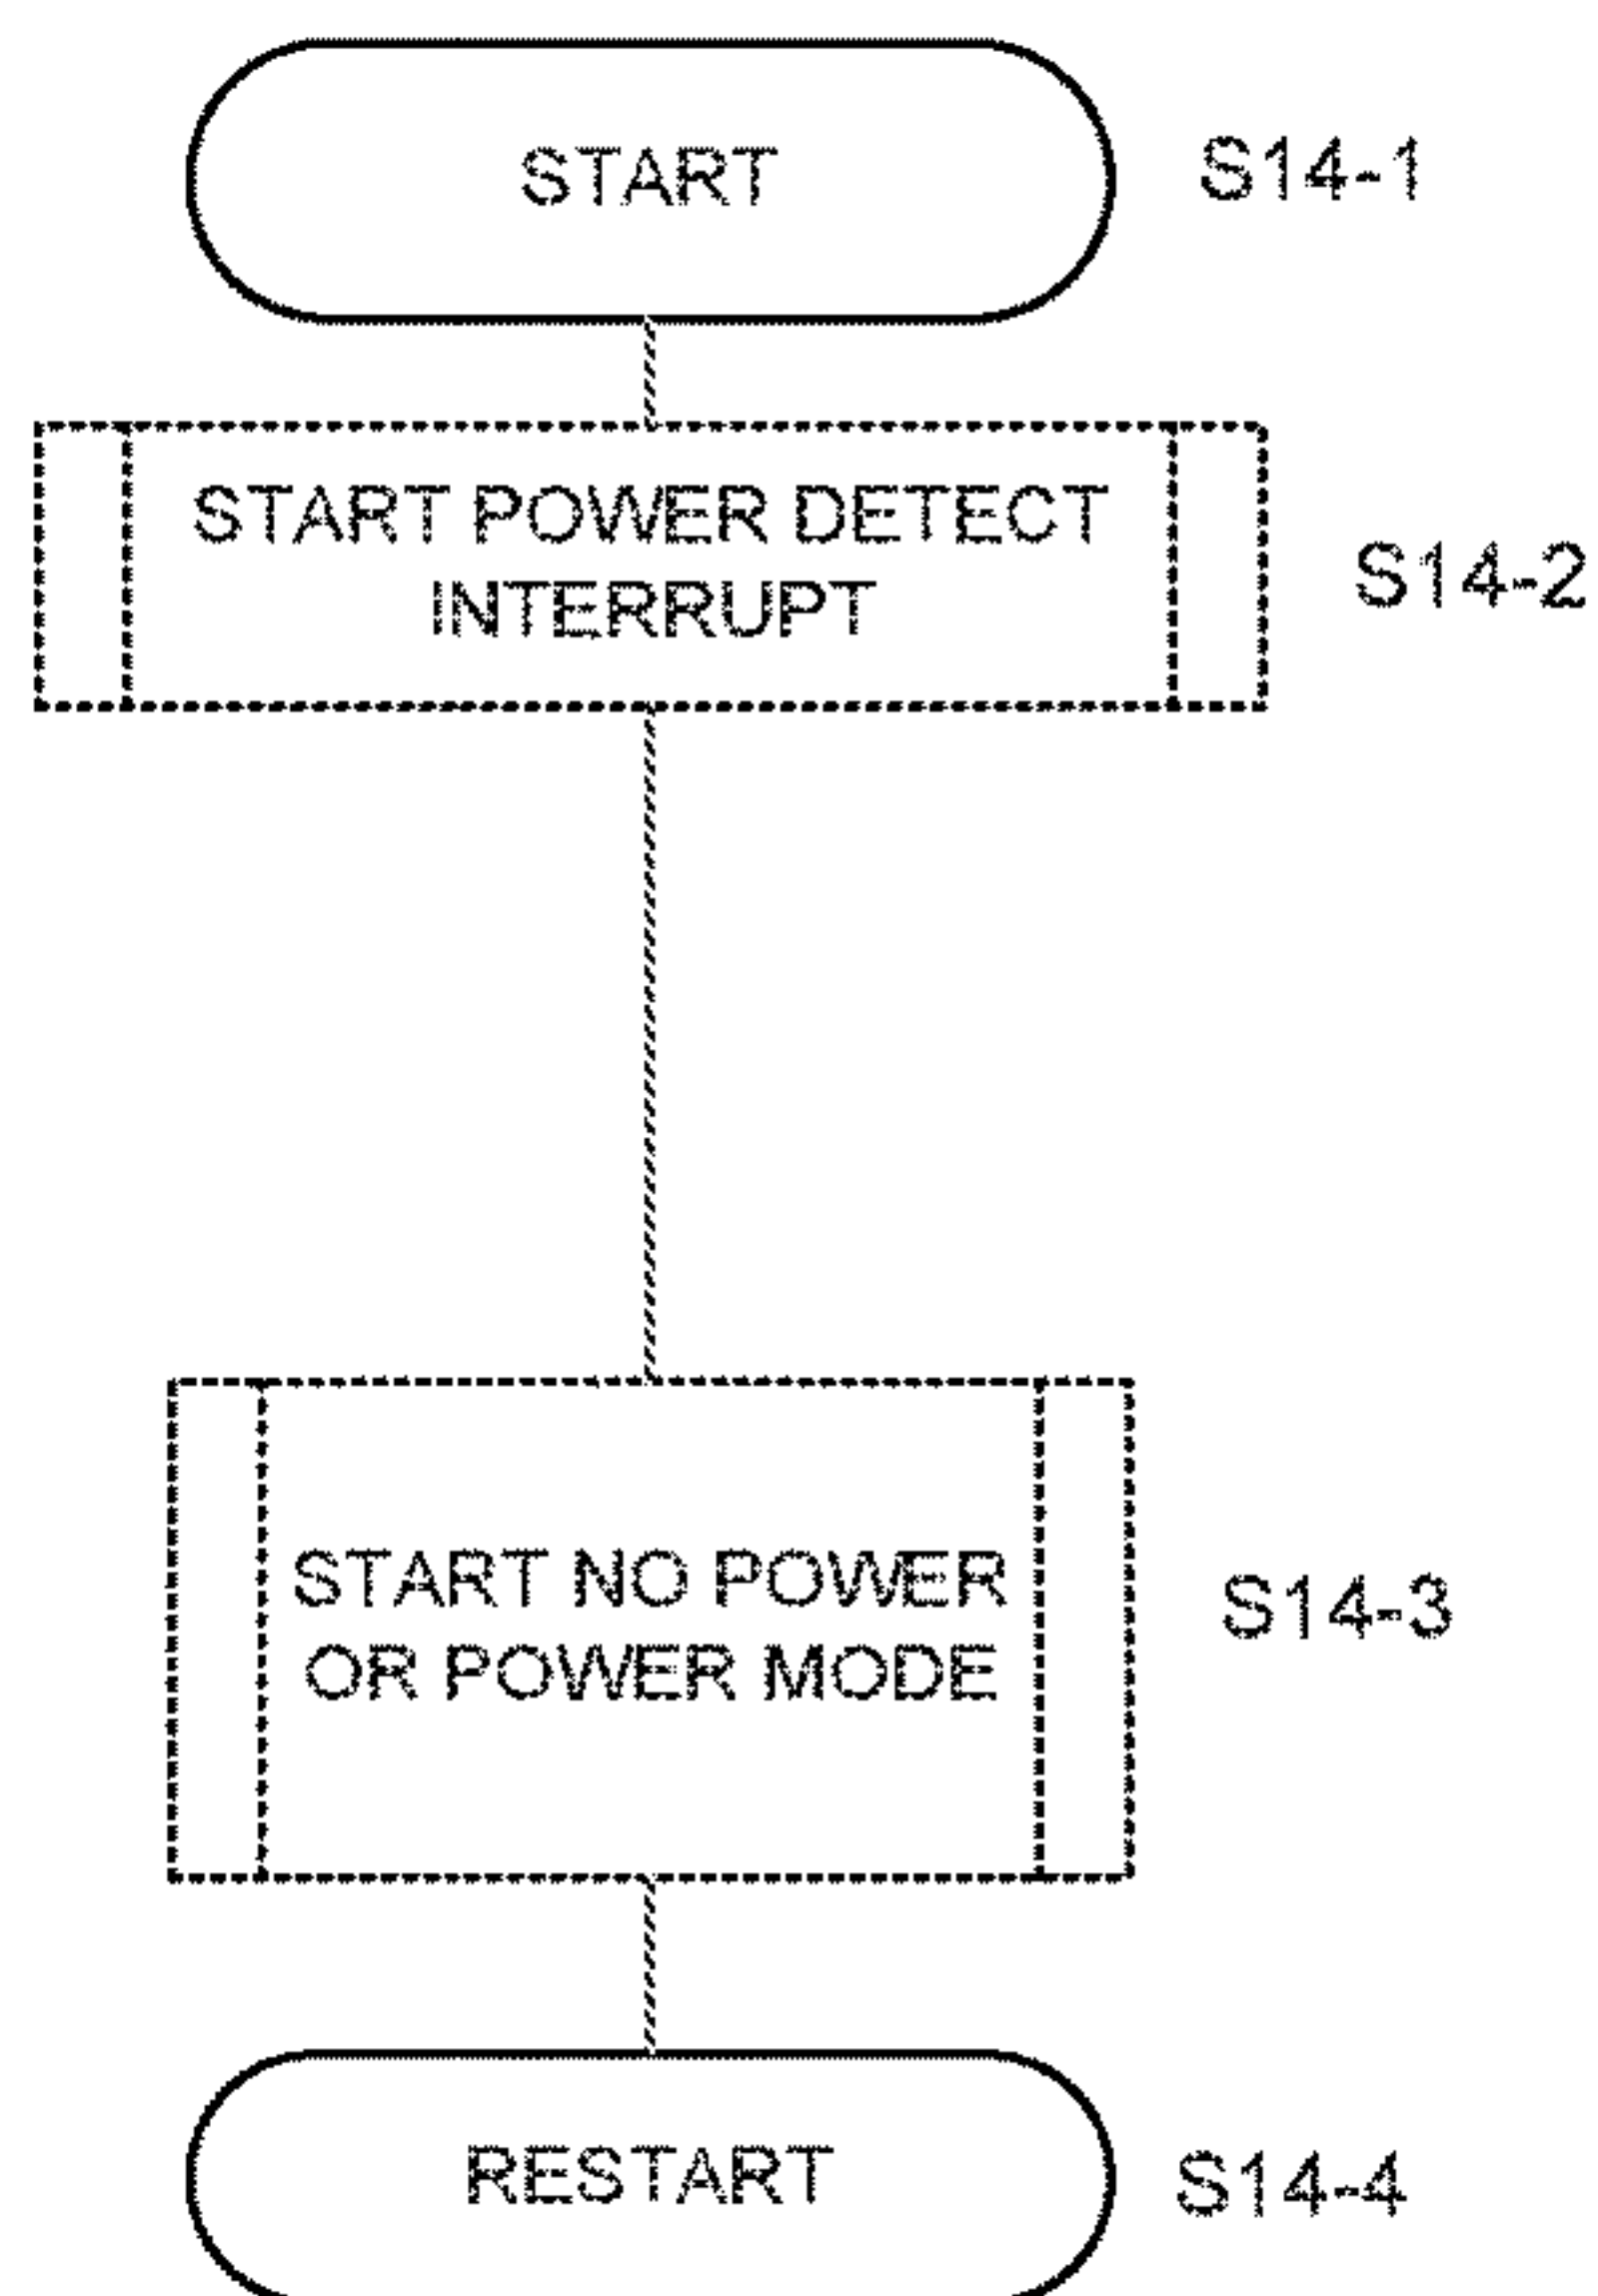 START
S14-1
START POWER DETECT
INTERRUPT
S14-2
START NO POWER
OR POWER MODE
S14-3
RESTART
S14-4